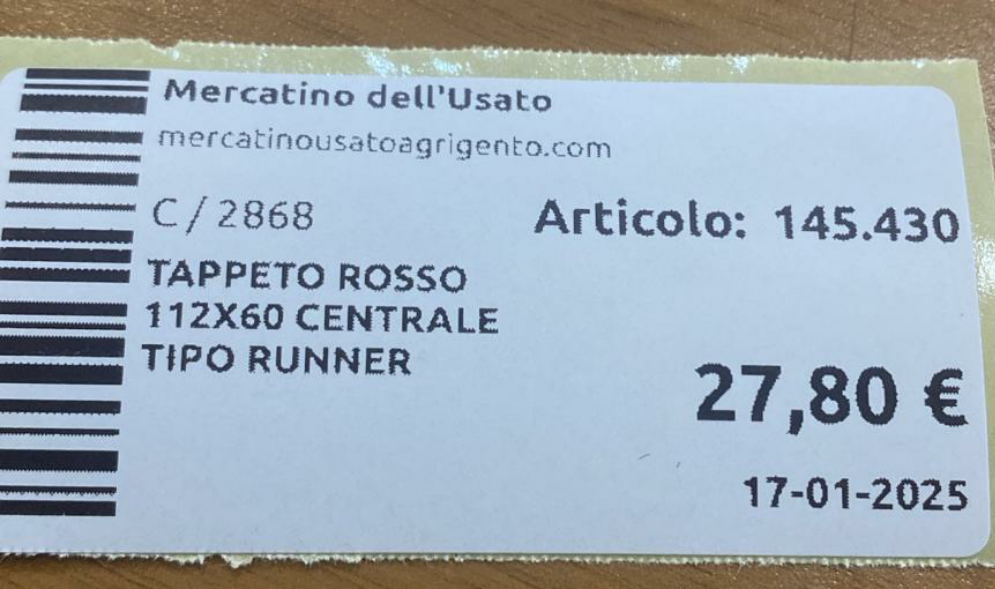 Mercatino dell'Usato
mercatinousatoagrigento.com
C/2868
Articolo: 145.430
TAPPETO ROSSO
112X60 CENTRALE
TIPO RUNNER
27,80 €
17-01-2025